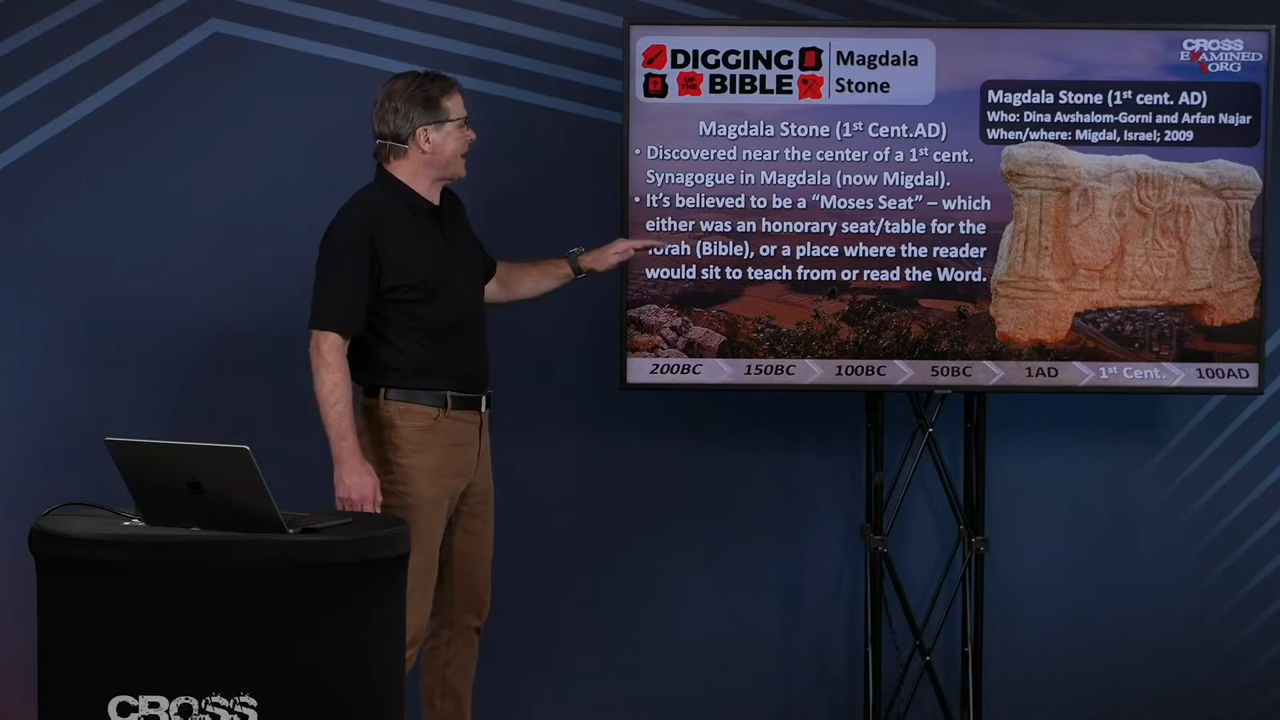 DIGGING
UP THE
BIBLE
Magdala
Stone
CROSS
EXAMINED
.ORG
Magdala Stone (1st cent. AD)
Who: Dina Avshalom-Gorni and Arfan Najar
When/where: Migdal, Israel; 2009
Magdala Stone (1st Cent.AD)
• Discovered near the center of a 1st cent.
Synagogue in Magdala (now Migdal).
• It's believed to be a “Moses Seat” – which
either was an honorary seat/table for the
Torah (Bible), or a place where the reader
would sit to teach from or read the Word.
200BC 150BC 100BC 50BC 1AD 1st Cent. 100AD
CROSS